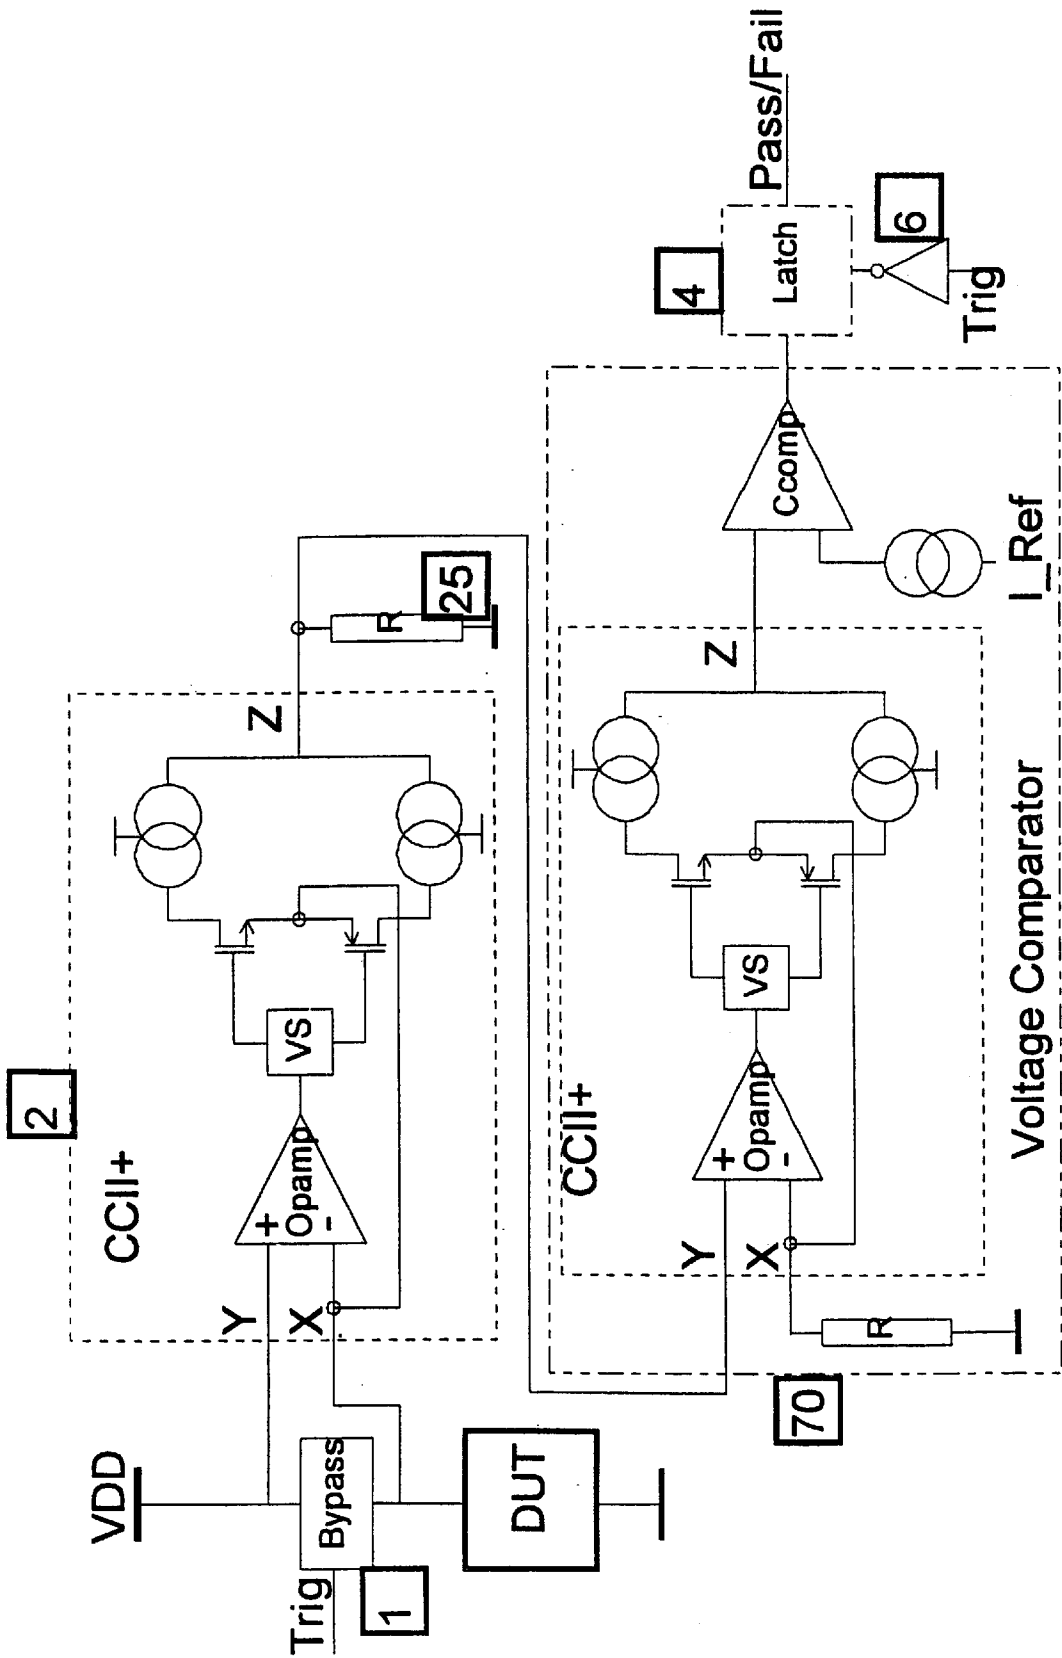 2
CCII+
VDD
Y
X
+
Opamp
-
VS
Z
R
25
Trig
Bypass
1
DUT
4
Latch
Pass/Fail
6
Trig
CCII+
Y
X
+
Opamp
-
VS
Z
Ccomp
I_Ref
R
70
Voltage Comparator